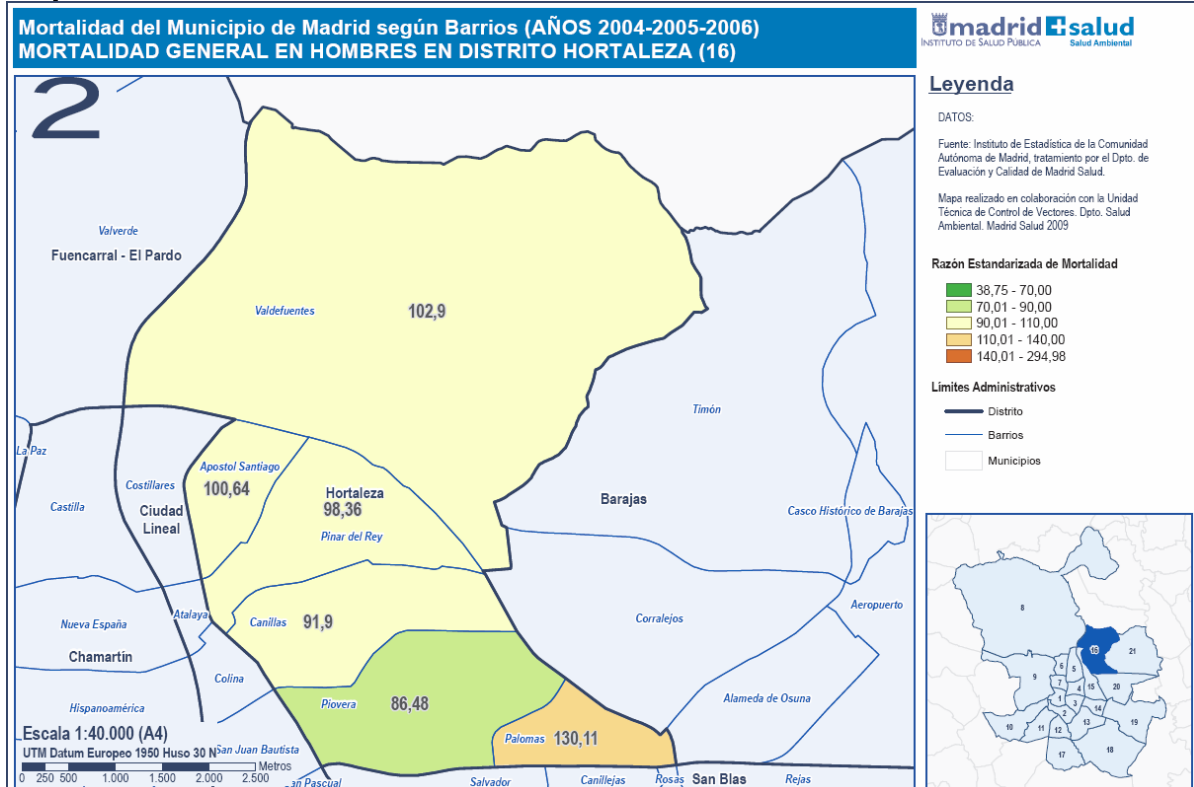 Mortalidad del Municipio de Madrid según Barrios (AÑOS 2004-2005-2006)
MORTALIDAD GENERAL EN HOMBRES EN DISTRITO HORTALEZA (16)
madrid salud
INSTITUTO DE SALUD PÚBLICA
Salud Ambiental
2
Valverde
Fuencarral - El Pardo
Valdefuentes
102,9
Timón
La Paz
Apostol Santiago
100,64
Costillares
Castilla
Ciudad
Lineal
Hortaleza
98,36
Pinar del Rey
Barajas
Casco Histórico de Barajas
Nueva España
Atalaya
Canillas
91,9
Corralejos
Aeropuerto
Chamartín
Colina
Hispanoamérica
Piovera
86,48
Alameda de Osuna
Palomas
130,11
San Juan Bautista
Salvador
Canillejas
Rosas
San Blas
Rejas
Escala 1:40.000 (A4)
UTM Datum Europeo 1950 Huso 30 N
Metros
0 250 500 1.000 1.500 2.000 2.500
Leyenda
DATOS:
Fuente: Instituto de Estadística de la Comunidad
Autónoma de Madrid, tratamiento por el Dpto. de
Evaluación y Calidad de Madrid Salud.
Mapa realizado en colaboración con la Unidad
Técnica de Control de Vectores. Dpto. Salud
Ambiental. Madrid Salud 2009
Razón Estandarizada de Mortalidad
38,75 - 70,00
70,01 - 90,00
90,01 - 110,00
110,01 - 140,00
140,01 - 294,98
Límites Administrativos
Distrito
Barrios
Municipios
8
16
21
6
5
9
7
4
15
20
1
3
14
2
13
19
10
11
12
17
18